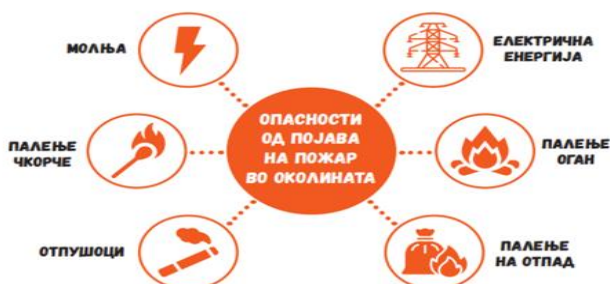 МОЛЊА
ЕЛЕКТРИЧНА
ЕНЕРГИЈА
ОПАСНОСТИ
ОД ПОЈАВА
НА ПОЖАР
ВО ОКОЛИНАТА
ПАЛЕЊЕ
ЧКОРЧЕ
ПАЛЕЊЕ
ОГАН
ОТПУШОЦИ
ПАЛЕЊЕ
НА ОТПАД